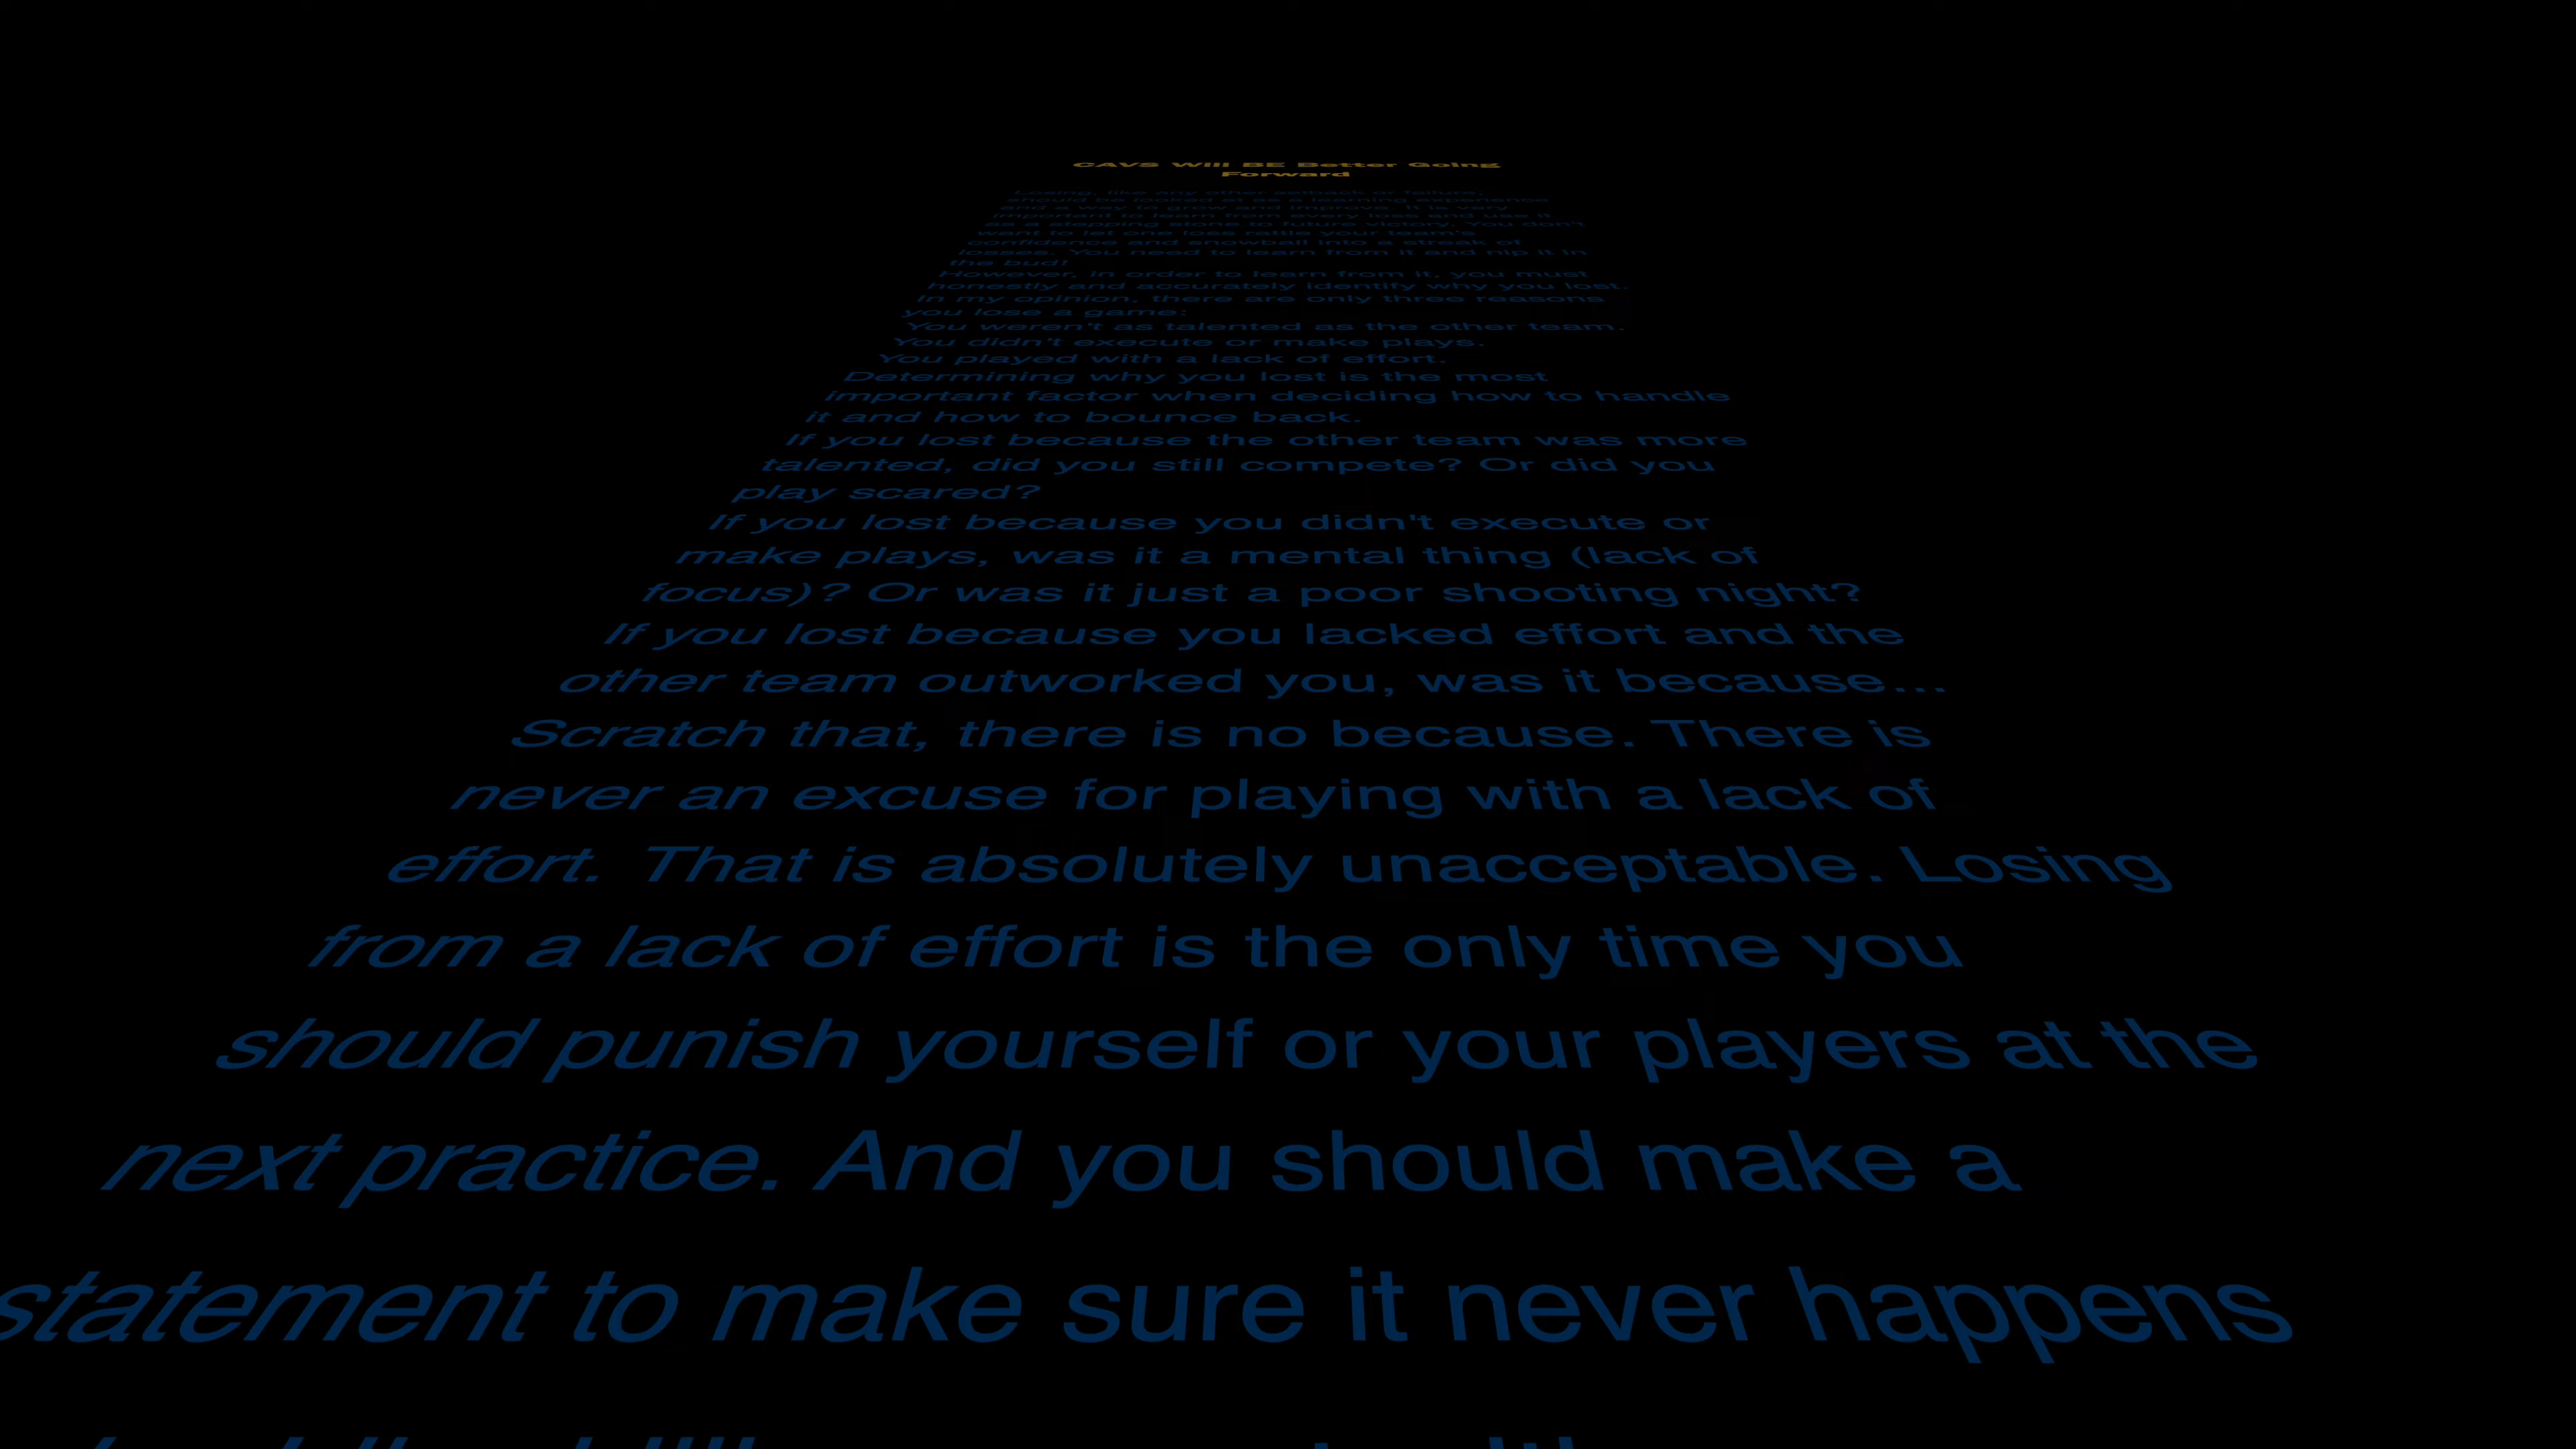 CAVS Will BE Better Going
Forward
Losing, like any other setback or failure,
should be looked at as a learning experience
and a way to grow and improve. It is very
important to learn from every loss and use it
as a stepping stone to future victory. You don't
want to let one loss rattle your team's
confidence and snowball into a streak of
losses. You need to learn from it and nip it in
the bud!
However, in order to learn from it, you must
honestly and accurately identify why you lost.
In my opinion, there are only three reasons
you lose a game:
You weren't as talented as the other team.
You didn't execute or make plays.
You played with a lack of effort.
Determining why you lost is the most
important factor when deciding how to handle
it and how to bounce back.
If you lost because the other team was more
talented, did you still compete? Or did you
play scared?
If you lost because you didn't execute or
make plays, was it a mental thing (lack of
focus)? Or was it just a poor shooting night?
If you lost because you lacked effort and the
other team outworked you, was it because...
Scratch that, there is no because. There is
never an excuse for playing with a lack of
effort. That is absolutely unacceptable. Losing
from a lack of effort is the only time you
should punish yourself or your players at the
next practice. And you should make a
statement to make sure it never happens